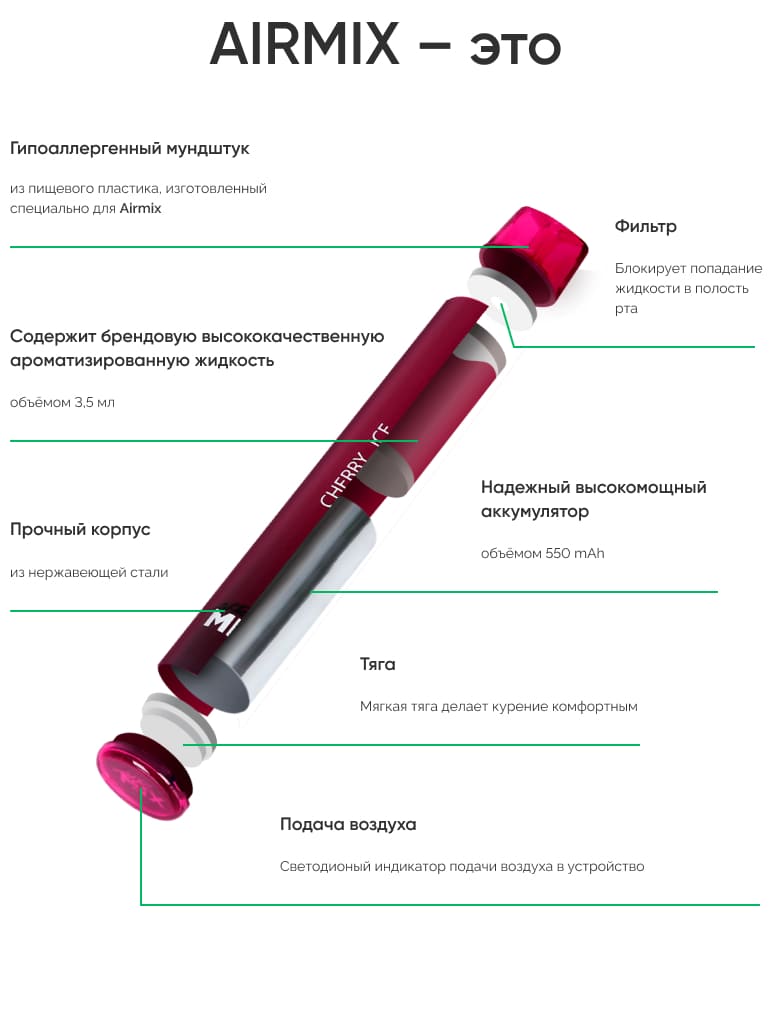 AIRMIX – это
Гипоаллергенный мундштук
из пищевого пластика, изготовленный
специально для Airmix
Фильтр
Блокирует попадание
жидкости в полость
рта
Содержит брендовую высококачественную
ароматизированную жидкость
объёмом 3,5 мл
CHERRY ICE
Надежный высокомощный
аккумулятор
объёмом 550 mAh
Прочный корпус
из нержавеющей стали
MI
Тяга
Мягкая тяга делает курение комфортным
Подача воздуха
Светодионый индикатор подачи воздуха в устройство